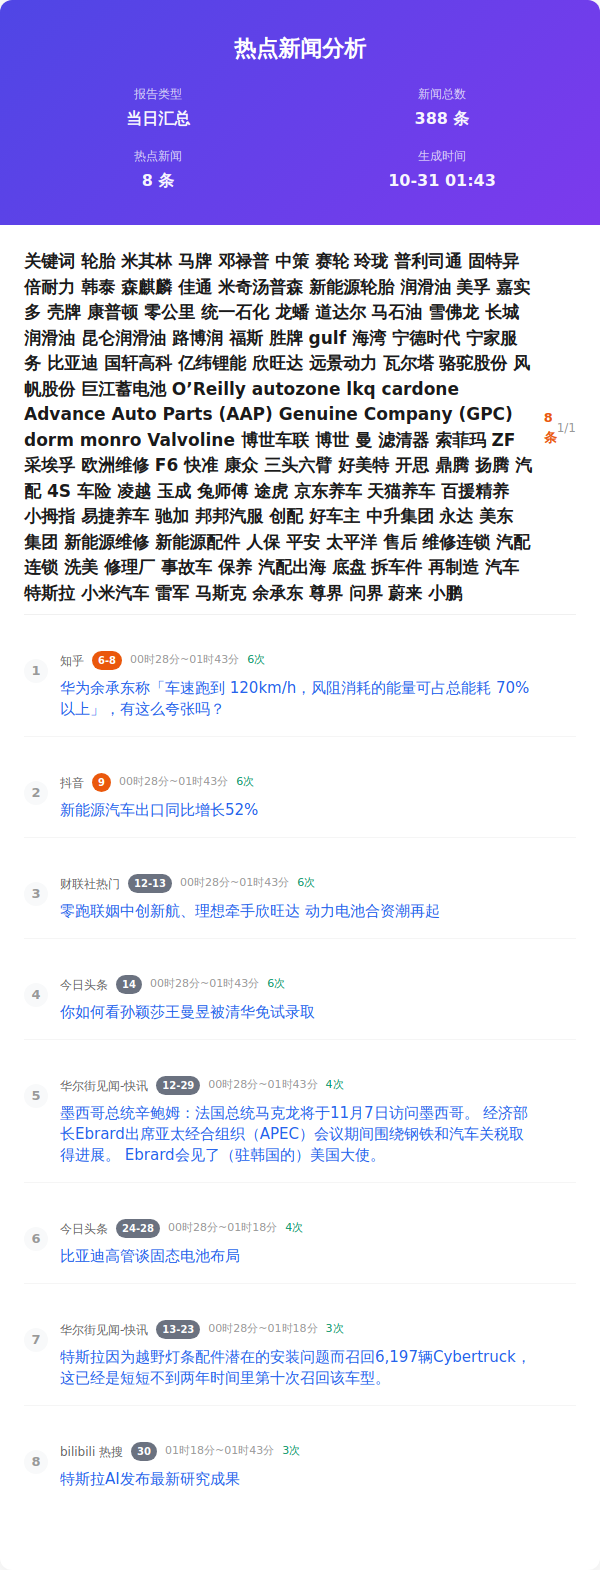 热点新闻分析
报告类型
新闻总数
当日汇总
388 条
热点新闻
生成时间
8 条
10-31 01:43
关键词 轮胎 米其林 马牌 邓禄普 中策 赛轮 玲珑 普利司通 固特异
倍耐力 韩泰 森麒麟 佳通 米奇汤普森 新能源轮胎 润滑油 美孚 嘉实
多 壳牌 康普顿 零公里 统一石化 龙蟠 道达尔 马石油 雪佛龙 长城
润滑油 昆仑润滑油 路博润 福斯 胜牌 gulf 海湾 宁德时代 宁家服
务 比亚迪 国轩高科 亿纬锂能 欣旺达 远景动力 瓦尔塔 骆驼股份 风
帆股份 巨江蓄电池 O’Reilly autozone lkq cardone
Advance Auto Parts (AAP) Genuine Company (GPC)
dorm monro Valvoline 博世车联 博世 曼 滤清器 索菲玛 ZF
采埃孚 欧洲维修 F6 快准 康众 三头六臂 好美特 开思 鼎腾 扬腾 汽
配 4S 车险 凌越 玉成 兔师傅 途虎 京东养车 天猫养车 百援精养
小拇指 易捷养车 驰加 邦邦汽服 创配 好车主 中升集团 永达 美东
集团 新能源维修 新能源配件 人保 平安 太平洋 售后 维修连锁 汽配
连锁 洗美 修理厂 事故车 保养 汽配出海 底盘 拆车件 再制造 汽车
特斯拉 小米汽车 雷军 马斯克 余承东 尊界 问界 蔚来 小鹏
8
条
1/1
1
知乎 6-8 00时28分~01时43分 6次
华为余承东称「车速跑到 120km/h，风阻消耗的能量可占总能耗 70%
以上」，有这么夸张吗？
2
抖音 9 00时28分~01时43分 6次
新能源汽车出口同比增长52%
3
财联社热门 12-13 00时28分~01时43分 6次
零跑联姻中创新航、理想牵手欣旺达 动力电池合资潮再起
4
今日头条 14 00时28分~01时43分 6次
你如何看孙颖莎王曼昱被清华免试录取
5
华尔街见闻-快讯 12-29 00时28分~01时43分 4次
墨西哥总统辛鲍姆：法国总统马克龙将于11月7日访问墨西哥。 经济部
长Ebrard出席亚太经合组织（APEC）会议期间围绕钢铁和汽车关税取
得进展。 Ebrard会见了（驻韩国的）美国大使。
6
今日头条 24-28 00时28分~01时18分 4次
比亚迪高管谈固态电池布局
7
华尔街见闻-快讯 13-23 00时28分~01时18分 3次
特斯拉因为越野灯条配件潜在的安装问题而召回6,197辆Cybertruck，
这已经是短短不到两年时间里第十次召回该车型。
8
bilibili 热搜 30 01时18分~01时43分 3次
特斯拉AI发布最新研究成果